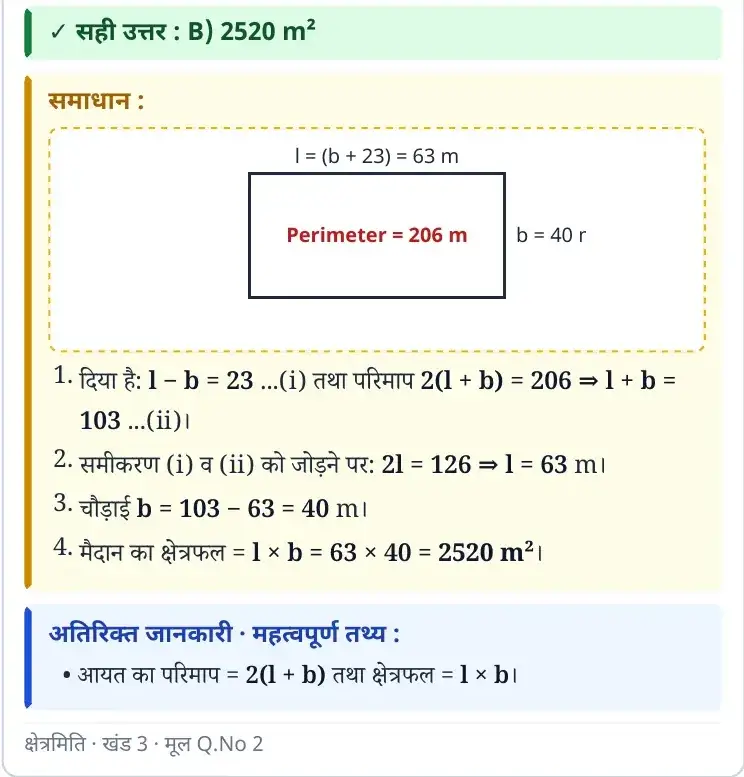 ✓ सही उत्तर : B) 2520 m²
समाधान :
l = (b + 23) = 63 m
Perimeter = 206 m
b = 40 r
1. दिया है: l − b = 23 ...(i) तथा परिमाप 2(l + b) = 206 ⇒ l + b =
103 ...(ii)।
2. समीकरण (i) व (ii) को जोड़ने पर: 2l = 126 ⇒ l = 63 m।
3. चौड़ाई b = 103 − 63 = 40 m।
4. मैदान का क्षेत्रफल = l × b = 63 × 40 = 2520 m²।
अतिरिक्त जानकारी · महत्वपूर्ण तथ्य :
• आयत का परिमाप = 2(l + b) तथा क्षेत्रफल = l × b।
क्षेत्रमिति · खंड 3 · मूल Q.No 2